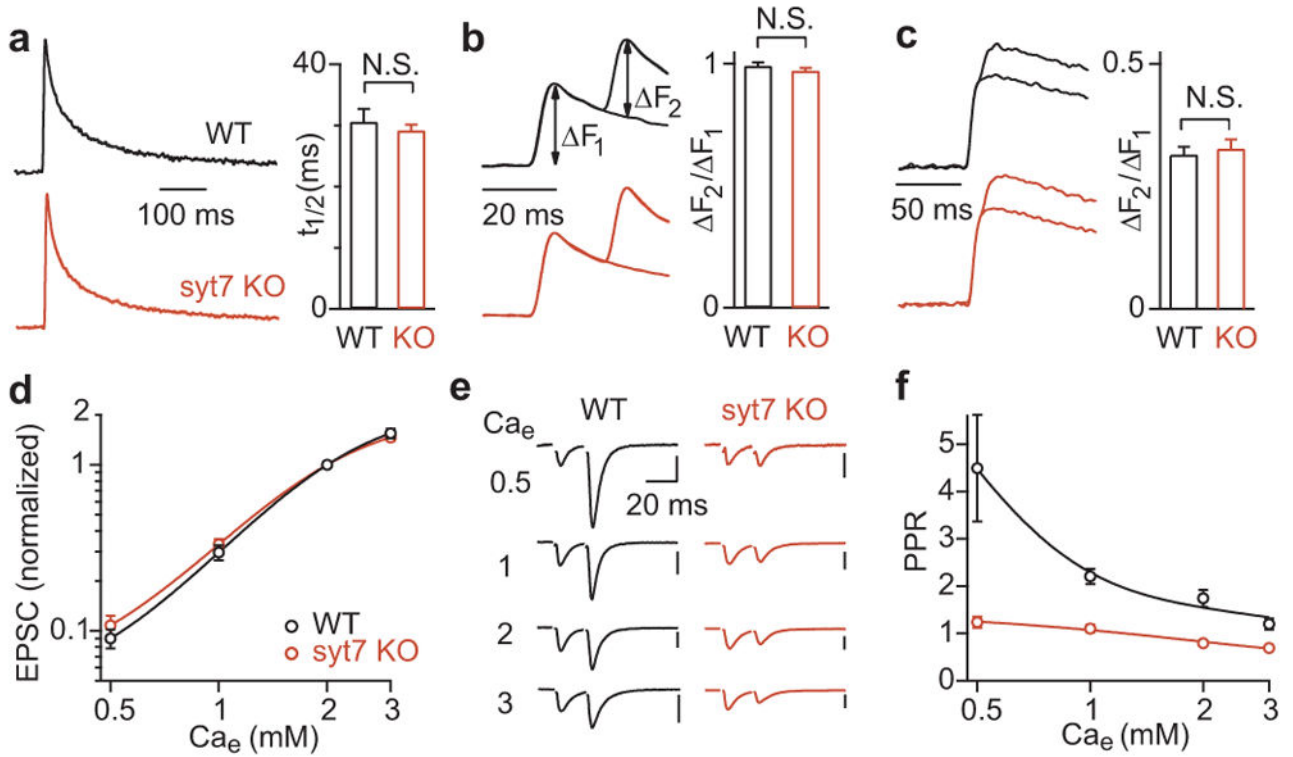 a
WT
100 ms
syt7 KO
t1/2(ms)
40
0
N.S.
WT KO
b
ΔF1
ΔF2
20 ms
ΔF2/ΔF1
1
0
N.S.
WT KO
c
50 ms
ΔF2/ΔF1
0.5
0
N.S.
WT KO
d
EPSC (normalized)
2
1
0.1
WT
syt7 KO
0.5 1 2 3
Cae (mM)
e
WT syt7 KO
Cae
0.5
20 ms
1
2
3
f
PPR
5
4
3
2
1
0
0.5 1 2 3
Cae (mM)